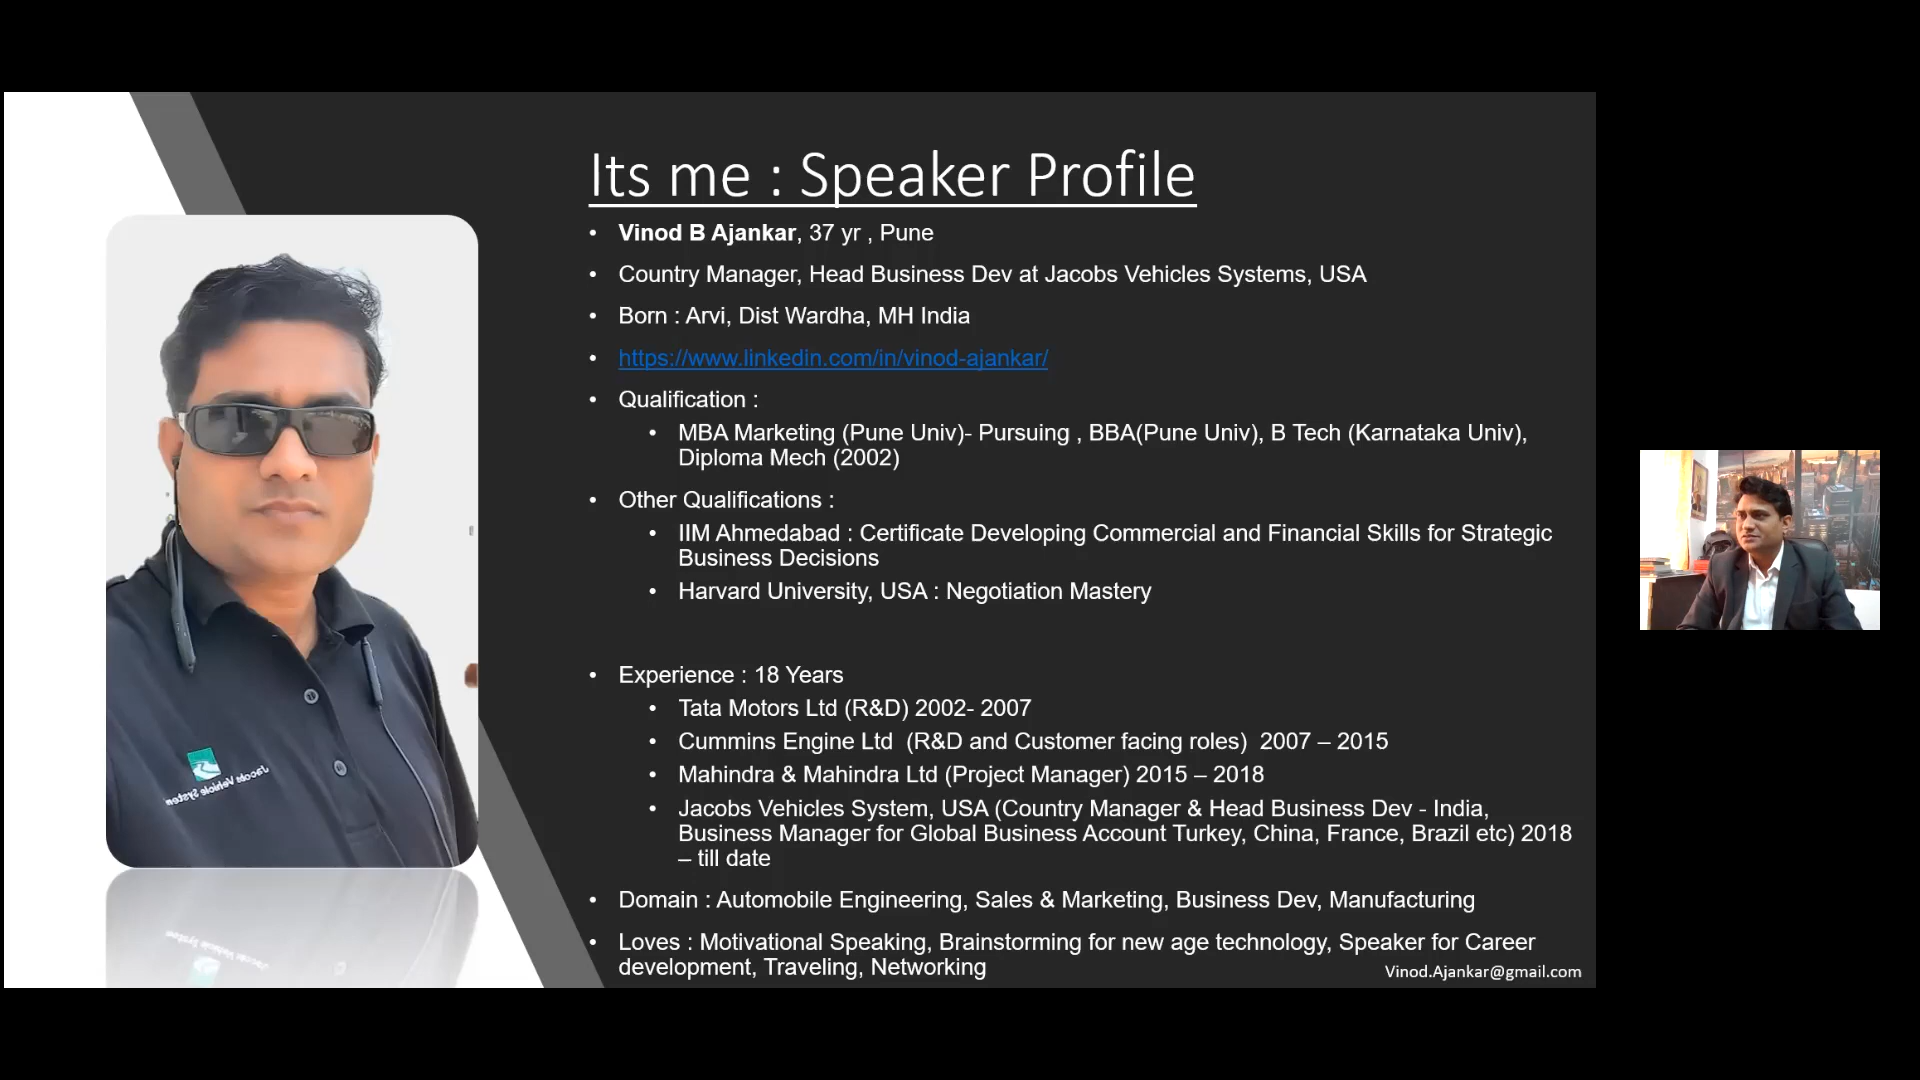 Its me : Speaker Profile
• Vinod B Ajankar, 37 yr , Pune
• Country Manager, Head Business Dev at Jacobs Vehicles Systems, USA
• Born : Arvi, Dist Wardha, MH India
• https://www.linkedin.com/in/vinod-ajankar/
• Qualification :
• MBA Marketing (Pune Univ)- Pursuing , BBA(Pune Univ), B Tech (Karnataka Univ),
Diploma Mech (2002)
• Other Qualifications :
• IIM Ahmedabad : Certificate Developing Commercial and Financial Skills for Strategic
Business Decisions
• Harvard University, USA : Negotiation Mastery
• Experience : 18 Years
• Tata Motors Ltd (R&D) 2002- 2007
• Cummins Engine Ltd  (R&D and Customer facing roles)  2007 – 2015
• Mahindra & Mahindra Ltd (Project Manager) 2015 – 2018
• Jacobs Vehicles System, USA (Country Manager & Head Business Dev - India,
Business Manager for Global Business Account Turkey, China, France, Brazil etc) 2018
– till date
• Domain : Automobile Engineering, Sales & Marketing, Business Dev, Manufacturing
• Loves : Motivational Speaking, Brainstorming for new age technology, Speaker for Career
development, Traveling, Networking
Vinod.Ajankar@gmail.com
Jacobs Vehicle System